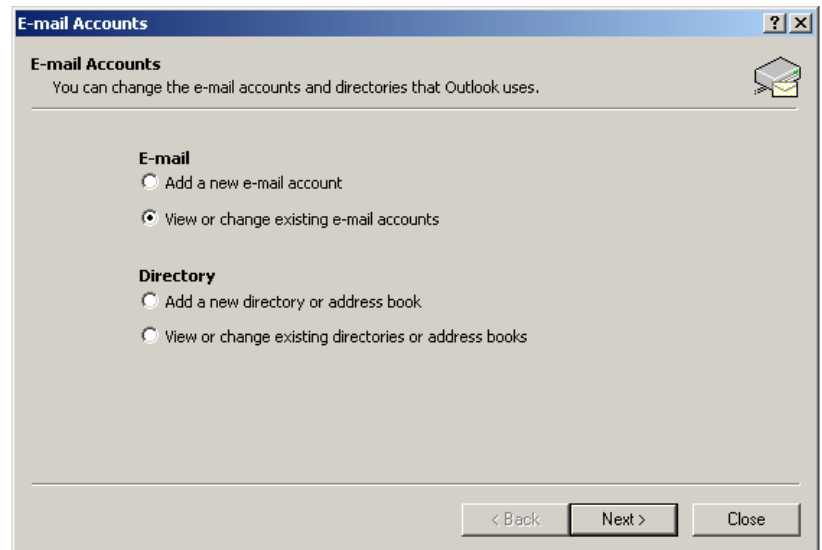 E-mail Accounts
E-mail Accounts
You can change the e-mail accounts and directories that Outlook uses.
E-mail
Add a new e-mail account
View or change existing e-mail accounts
Directory
Add a new directory or address book
View or change existing directories or address books
< Back Next > Close